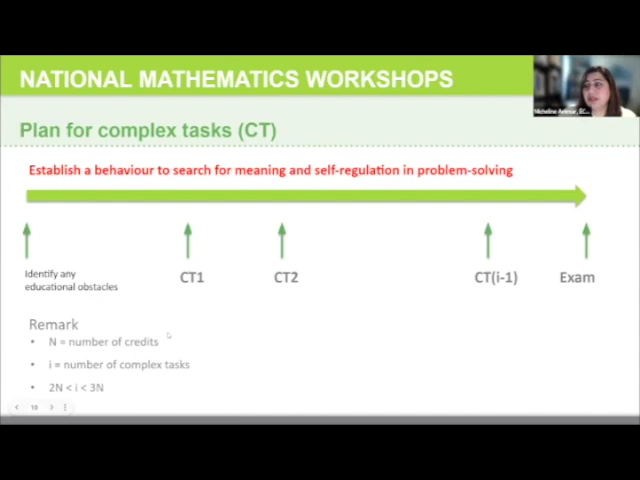 NATIONAL MATHEMATICS WORKSHOPS
Plan for complex tasks (CT)
Establish a behaviour to search for meaning and self-regulation in problem-solving
Identify any
educational obstacles
CT1
CT2
CT(i-1)
Exam
Remark
• N = number of credits
• i = number of complex tasks
• 2N < i < 3N
18